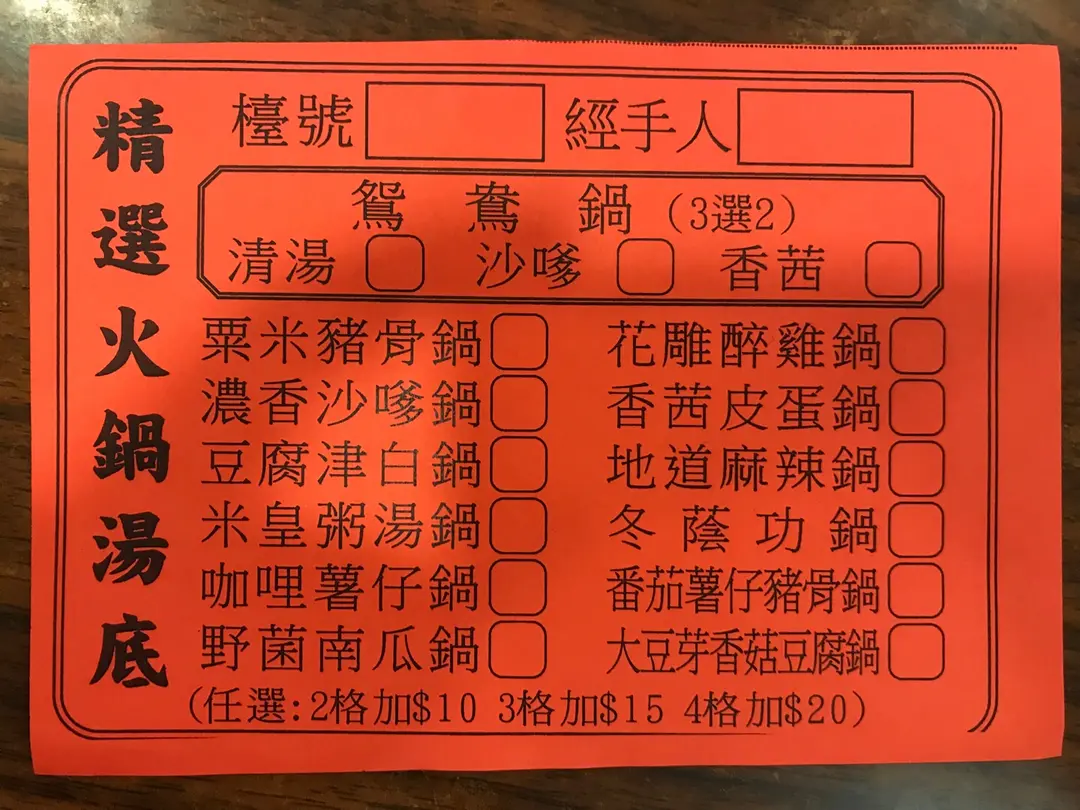 精選火鍋湯底
檯號 經手人
鴛鴦鍋(3選2)
清湯 沙嗲 香茜
粟米豬骨鍋 花雕醉雞鍋
濃香沙嗲鍋 香茜皮蛋鍋
豆腐津白鍋 地道麻辣鍋
米皇粥湯鍋 冬蔭功鍋
咖哩薯仔鍋 番茄薯仔豬骨鍋
野菌南瓜鍋 大豆芽香菇豆腐鍋
(任選:2格加$10 3格加$15 4格加$20)